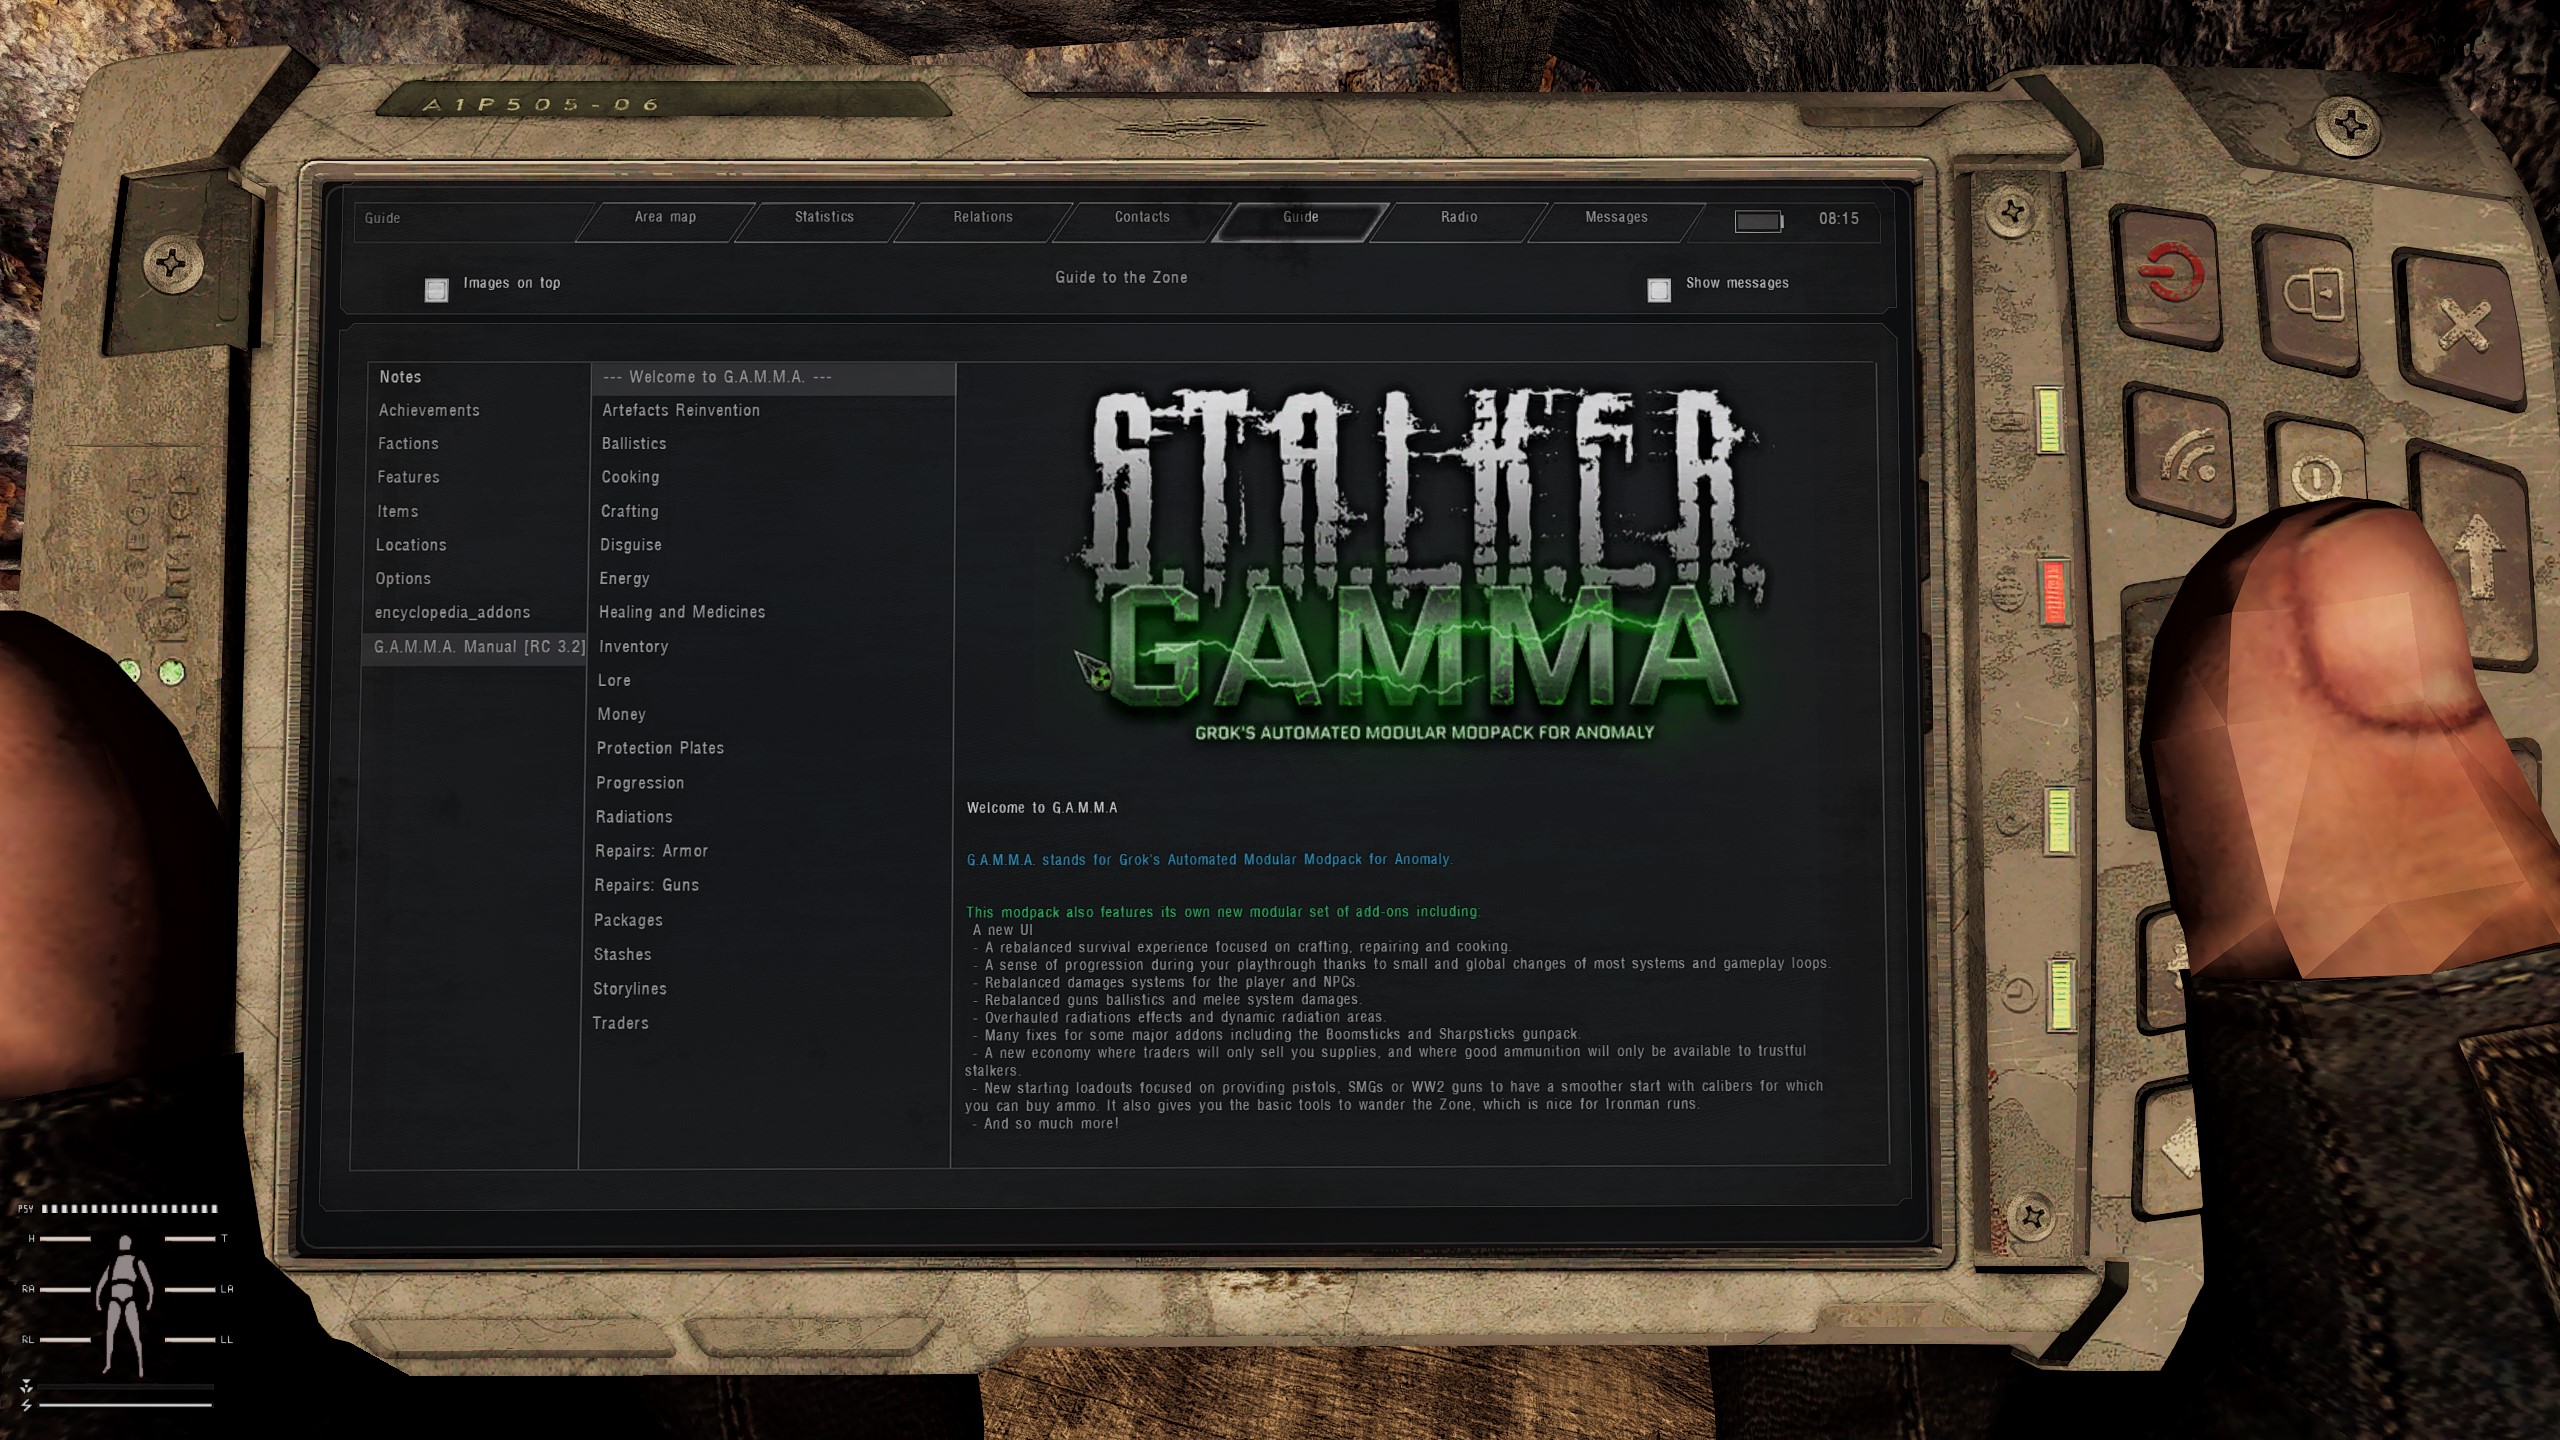 A1P505-06
Guide
Area map
Statistics
Relations
Contacts
Guide
Radio
Messages
08:15
Images on top
Guide to the Zone
Show messages
Notes
Achievements
Factions
Features
Items
Locations
Options
encyclopedia_addons
G.A.M.M.A. Manual [RC 3.2]
--- Welcome to G.A.M.M.A. ---
Artefacts Reinvention
Ballistics
Cooking
Crafting
Disguise
Energy
Healing and Medicines
Inventory
Lore
Money
Protection Plates
Progression
Radiations
Repairs: Armor
Repairs: Guns
Packages
Stashes
Storylines
Traders
S.T.A.L.K.E.R.
GAMMA
GROK'S AUTOMATED MODULAR MODPACK FOR ANOMALY
Welcome to G.A.M.M.A
G.A.M.M.A. stands for Grok's Automated Modular Modpack for Anomaly.
This modpack also features its own new modular set of add-ons including:
A new UI
- A rebalanced survival experience focused on crafting, repairing and cooking.
- A sense of progression during your playthrough thanks to small and global changes of most systems and gameplay loops.
- Rebalanced damages systems for the player and NPCs.
- Rebalanced guns ballistics and melee system damages.
- Overhauled radiations effects and dynamic radiation areas.
- Many fixes for some major addons including the Boomsticks and Sharpsticks gunpack.
- A new economy where traders will only sell you supplies, and where good ammunition will only be available to trustful
stalkers.
- New starting loadouts focused on providing pistols, SMGs or WW2 guns to have a smoother start with calibers for which
you can buy ammo. It also gives you the basic tools to wander the Zone, which is nice for Ironman runs.
- And so much more!
PSY
H
T
RA
LA
RL
LL